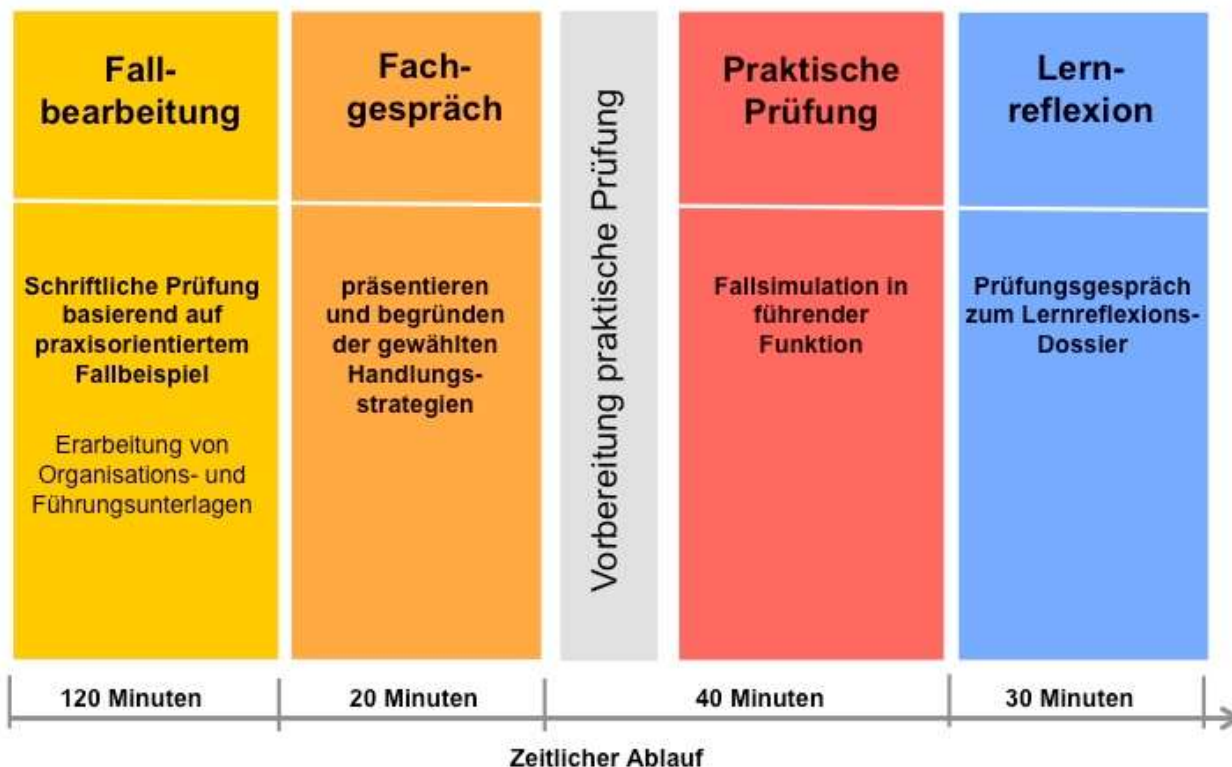 Fall-
bearbeitung
Schriftliche Prüfung
basierend auf
praxisorientiertem
Fallbeispiel
Erarbeitung von
Organisations- und
Führungsunterlagen
Fach-
gespräch
präsentieren
und begründen
der gewählten
Handlungs-
strategien
Vorbereitung praktische Prüfung
Praktische
Prüfung
Fallsimulation in
führender
Funktion
Lern-
reflexion
Prüfungsgespräch
zum Lernreflexions-
Dossier
120 Minuten
20 Minuten
40 Minuten
30 Minuten
Zeitlicher Ablauf